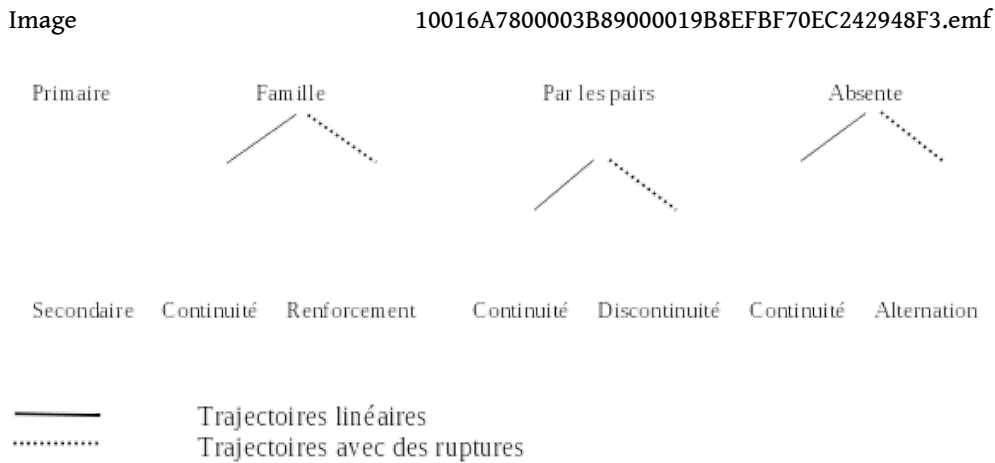 Image 10016A7800003B89000019B8EFBF70EC242948F3.emf
Primaire Famille Par les pairs Absente
Secondaire Continuité Renforcement Continuité Discontinuité Continuité Alternation
Trajectoires linéaires
Trajectoires avec des ruptures